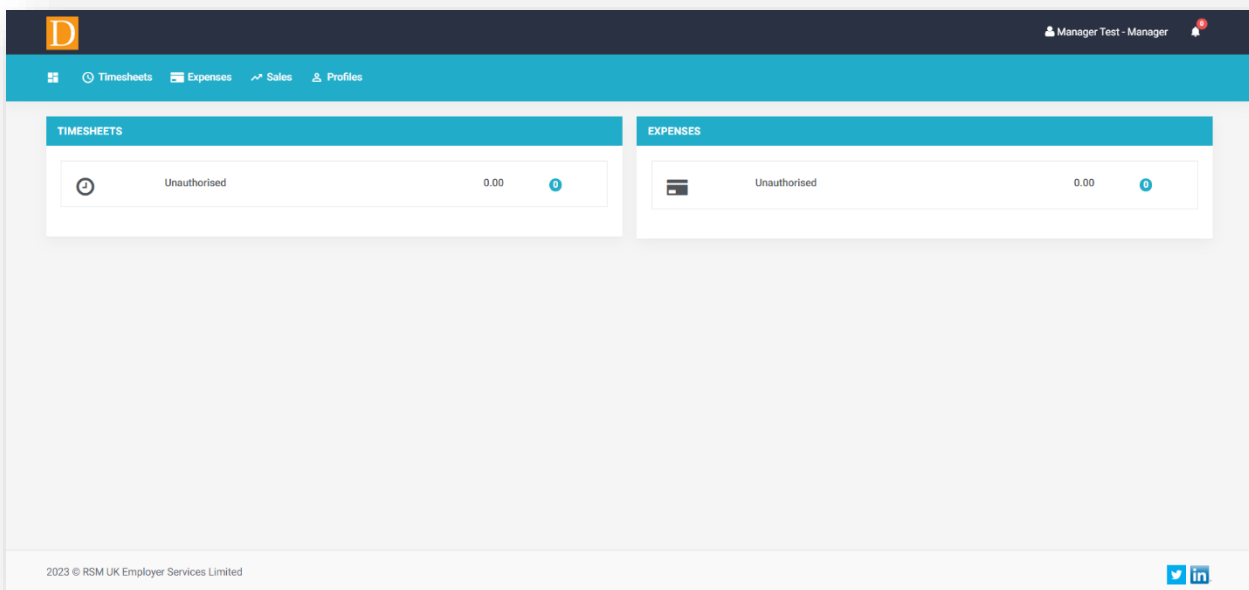 D
Manager Test - Manager 0
Timesheets Expenses Sales Profiles
TIMESHEETS
Unauthorised 0.00 0
EXPENSES
Unauthorised 0.00 0
2023 © RSM UK Employer Services Limited
in